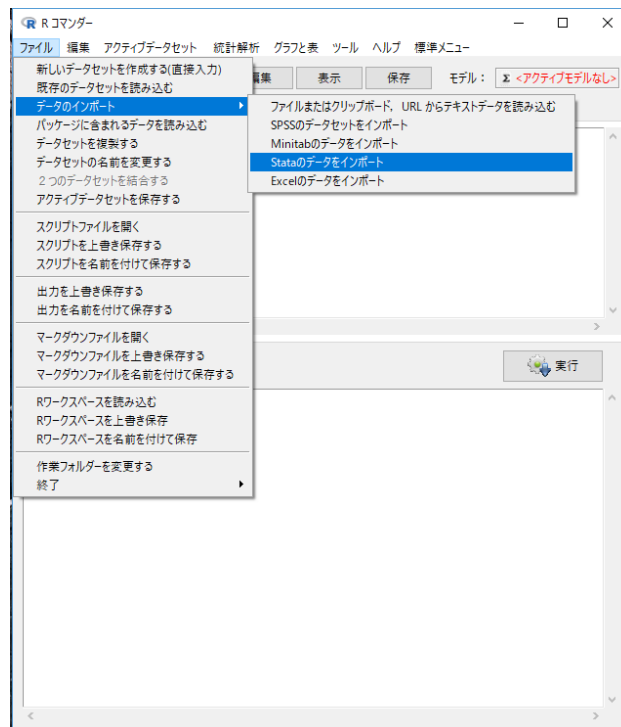 R コマンダー
ファイル 編集 アクティブデータセット 統計解析 グラフと表 ツール ヘルプ 標準メニュー
編集 表示 保存 モデル： Σ <アクティブモデルなし>
新しいデータセットを作成する(直接入力)
既存のデータセットを読み込む
データのインポート
パッケージに含まれるデータを読み込む
データセットを複製する
データセットの名前を変更する
２つのデータセットを結合する
アクティブデータセットを保存する
スクリプトファイルを開く
スクリプトを上書き保存する
スクリプトを名前を付けて保存する
出力を上書き保存する
出力を名前を付けて保存する
マークダウンファイルを開く
マークダウンファイルを上書き保存する
マークダウンファイルを名前を付けて保存する
Rワークスペースを読み込む
Rワークスペースを上書き保存
Rワークスペースを名前を付けて保存
作業フォルダーを変更する
終了
ファイルまたはクリップボード，URL からテキストデータを読み込む
SPSSのデータセットをインポート
Minitabのデータをインポート
Stataのデータをインポート
Excelのデータをインポート
実行